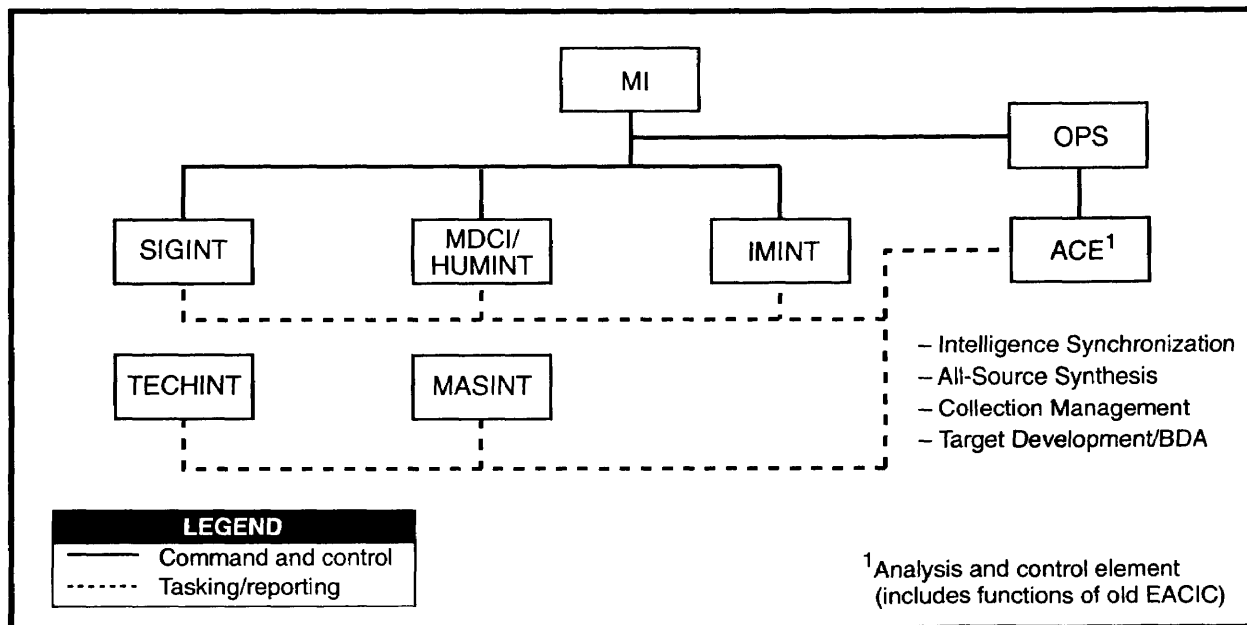 MI
OPS
SIGINT
MDCI/
HUMINT
IMINT
ACE¹
– Intelligence Synchronization
– All-Source Synthesis
– Collection Management
– Target Development/BDA
TECHINT
MASINT
LEGEND
Command and control
Tasking/reporting
¹Analysis and control element
(includes functions of old EACIC)